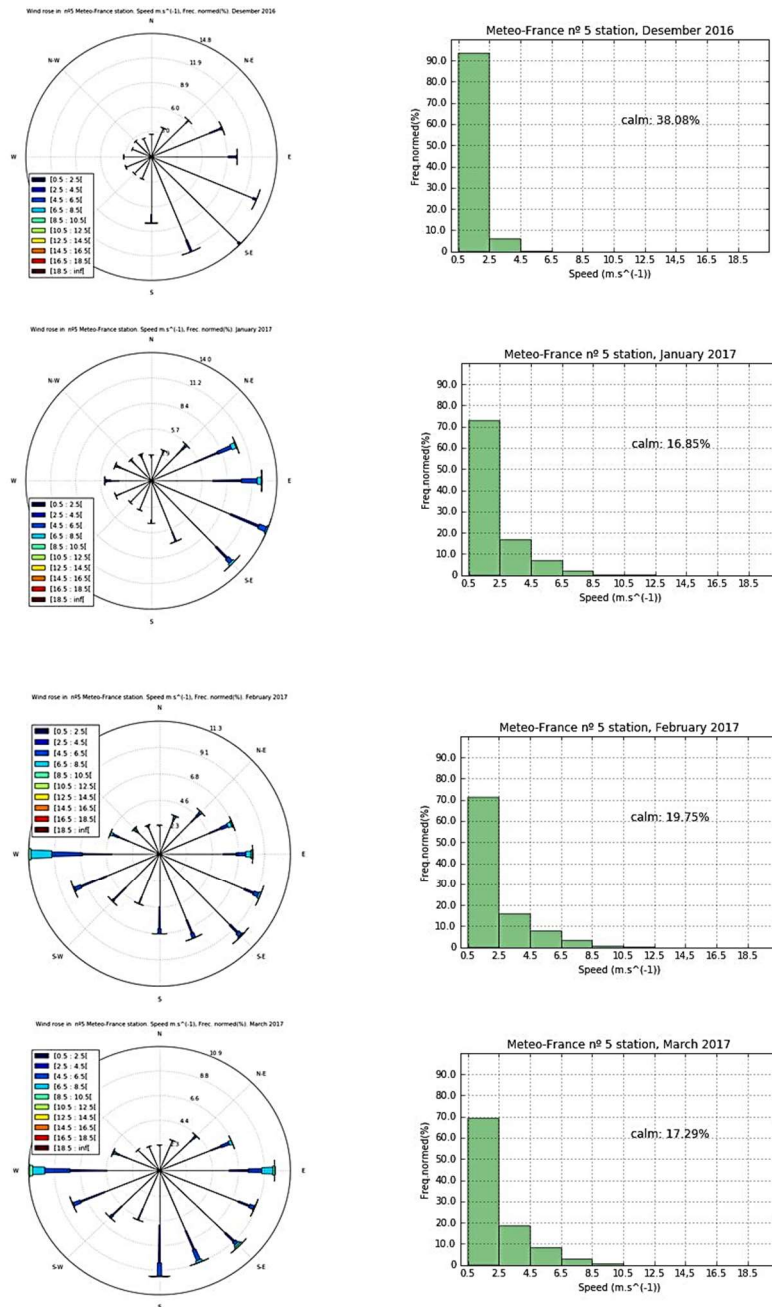 Wind rose in nº5 Meteo-France station. Speed m.s^(-1), Frec. normed(%). Desember 2016
N
14.8
11.9
8.9
6.0
N-W
N-E
W
E
S-E
S
[0.5 : 2.5[
[2.5 : 4.5[
[4.5 : 6.5[
[6.5 : 8.5[
[8.5 : 10.5[
[10.5 : 12.5[
[12.5 : 14.5[
[14.5 : 16.5[
[16.5 : 18.5[
[18.5 : inf[
Meteo-France nº 5 station, Desember 2016
calm: 38.08%
Freq.normed(%)
90.0
80.0
70.0
60.0
50.0
40.0
30.0
20.0
10.0
0
0.5 2.5 4.5 6.5 8.5 10.5 12.5 14.5 16.5 18.5
Speed (m.s^(-1))
Wind rose in nº5 Meteo-France station. Speed m.s^(-1), Frec. normed(%). January 2017
N
14.0
11.2
8.4
5.7
N-W
N-E
W
E
S-E
S
[0.5 : 2.5[
[2.5 : 4.5[
[4.5 : 6.5[
[6.5 : 8.5[
[8.5 : 10.5[
[10.5 : 12.5[
[12.5 : 14.5[
[14.5 : 16.5[
[16.5 : 18.5[
[18.5 : inf[
Meteo-France nº 5 station, January 2017
calm: 16.85%
Freq.normed(%)
90.0
80.0
70.0
60.0
50.0
40.0
30.0
20.0
10.0
0
0.5 2.5 4.5 6.5 8.5 10.5 12.5 14.5 16.5 18.5
Speed (m.s^(-1))
Wind rose in nº5 Meteo-France station. Speed m.s^(-1), Frec. normed(%). February 2017
N
11.3
9.1
6.8
4.6
2.3
N-E
W
E
S-W
S-E
S
[0.5 : 2.5[
[2.5 : 4.5[
[4.5 : 6.5[
[6.5 : 8.5[
[8.5 : 10.5[
[10.5 : 12.5[
[12.5 : 14.5[
[14.5 : 16.5[
[16.5 : 18.5[
[18.5 : inf[
Meteo-France nº 5 station, February 2017
calm: 19.75%
Freq.normed(%)
90.0
80.0
70.0
60.0
50.0
40.0
30.0
20.0
10.0
0
0.5 2.5 4.5 6.5 8.5 10.5 12.5 14,5 16.5 18.5
Speed (m.s^(-1))
Wind rose in nº5 Meteo-France station. Speed m.s^(-1), Frec. normed(%). March 2017
N
10.9
8.8
6.6
4.4
2.3
N-E
W
E
S-W
S-E
S
[0.5 : 2.5[
[2.5 : 4.5[
[4.5 : 6.5[
[6.5 : 8.5[
[8.5 : 10.5[
[10.5 : 12.5[
[12.5 : 14.5[
[14.5 : 16.5[
[16.5 : 18.5[
[18.5 : inf[
Meteo-France nº 5 station, March 2017
calm: 17.29%
Freq.normed(%)
90.0
80.0
70.0
60.0
50.0
40.0
30.0
20.0
10.0
0.0
0.5 2.5 4.5 6.5 8.5 10.5 12.5 14.5 16.5 18.5
Speed (m.s^(-1))